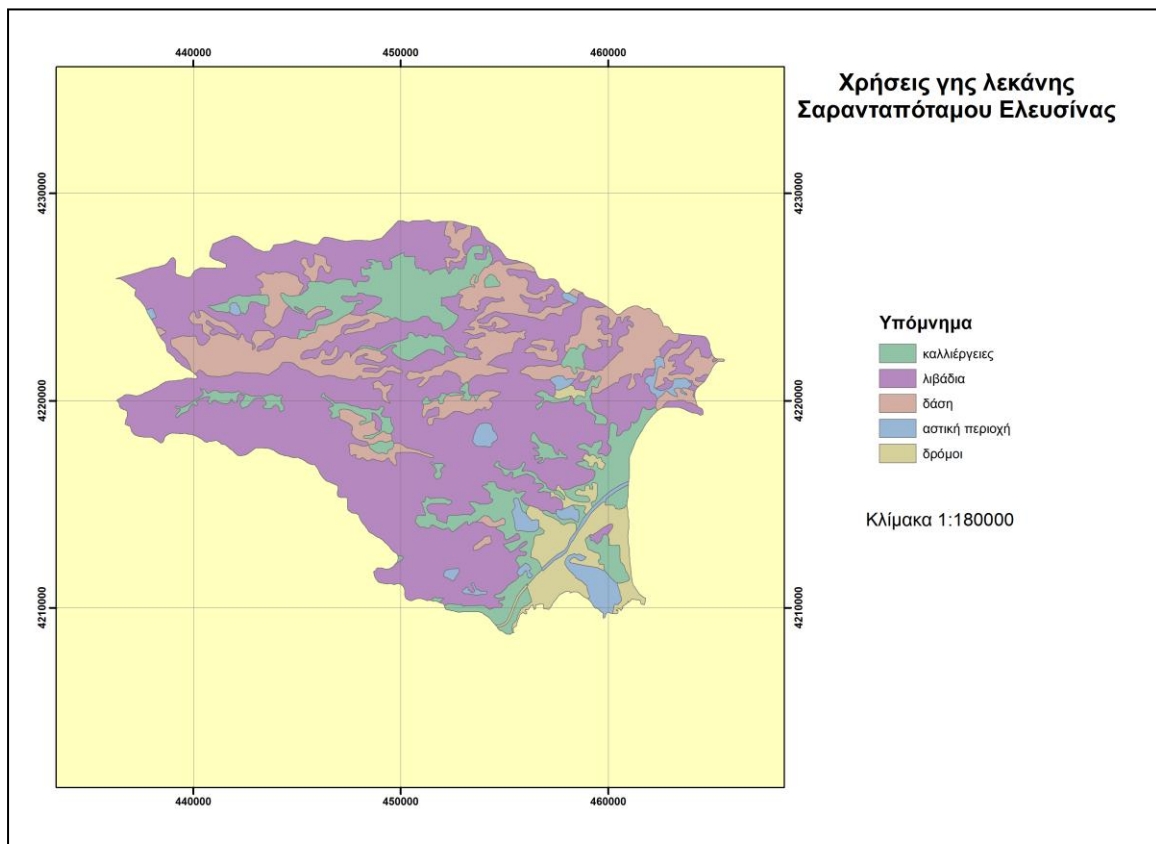 440000 450000 460000
Χρήσεις γης λεκάνης
Σαρανταπόταμου Ελευσίνας
4230000 4230000
Υπόμνημα
καλλιέργειες
λιβάδια
δάση
αστική περιοχή
δρόμοι
4220000 4220000
Κλίμακα 1:180000
4210000 4210000
440000 450000 460000